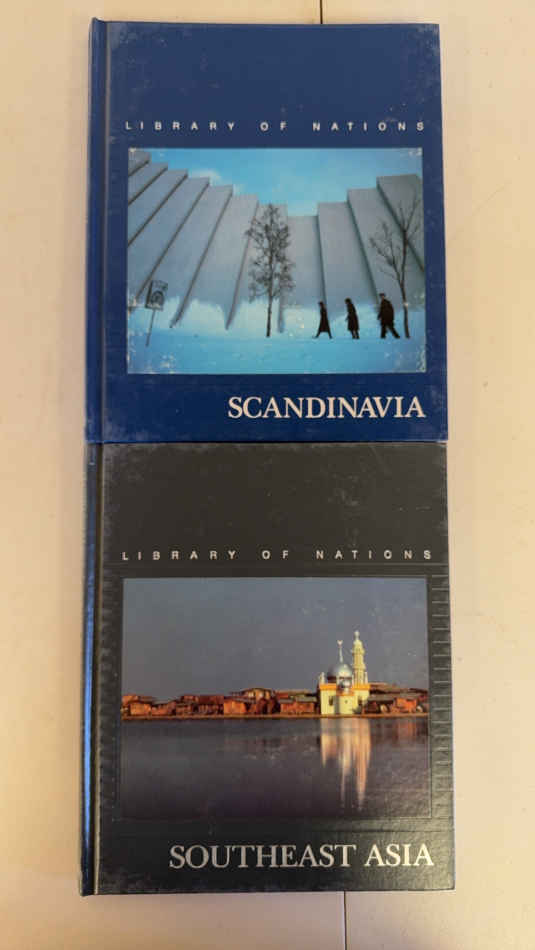 LIBRARY OF NATIONS
SCANDINAVIA
LIBRARY OF NATIONS
SOUTHEAST ASIA